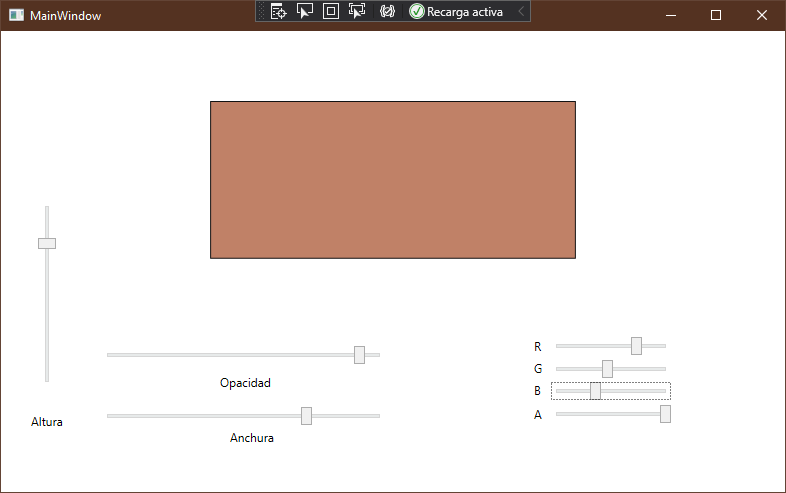 MainWindow
Recarga activa
R
G
Opacidad
B
A
Altura
Anchura